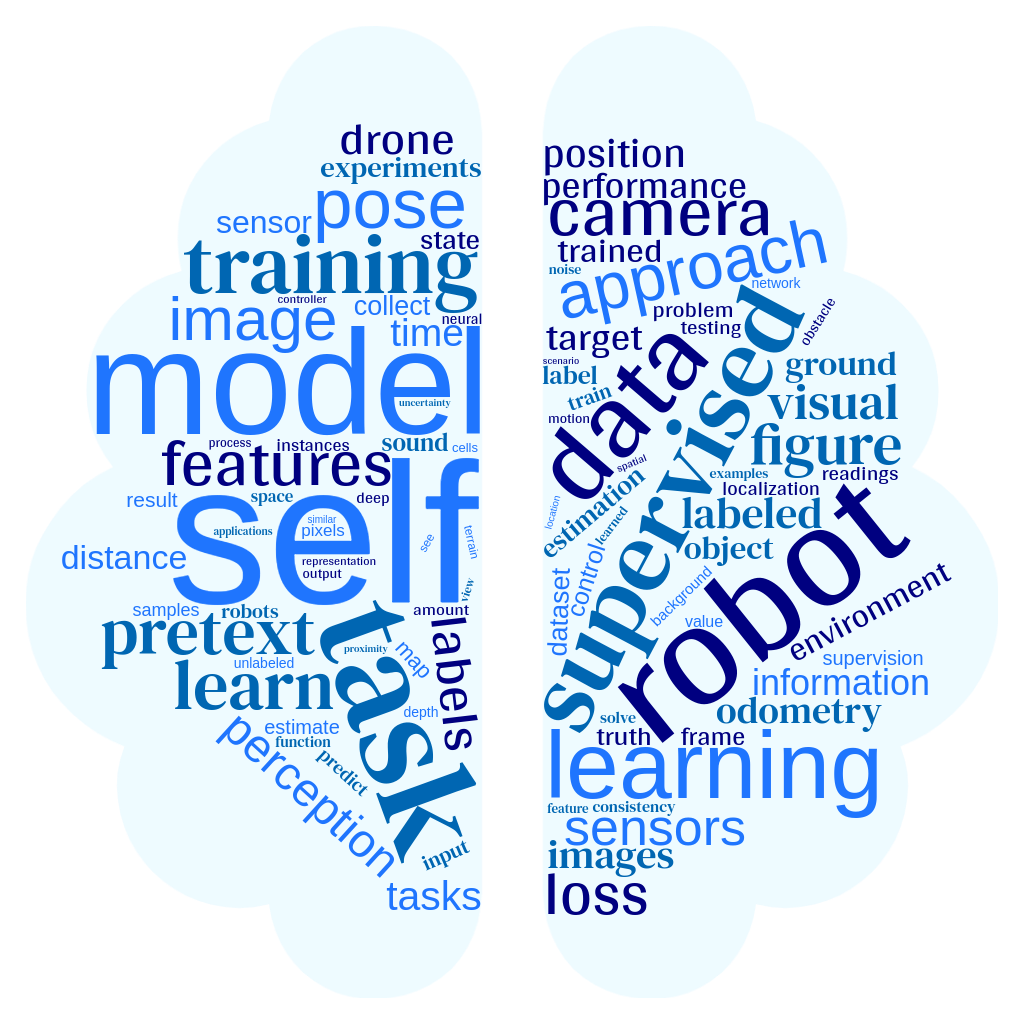 drone
experiments
pose
sensor
state
training
controller
collect
image
neural
time
model
uncertainty
process
instances
sound
cells
features
result
space
deep
self
similar
pixels
applications
see
terrain
distance
representation
output
view
samples
robots
amount
pretext
task
labels
proximity
map
unlabeled
learn
depth
perception
estimate
function
predict
input
tasks
position
performance
camera
trained
approach
noise
network
problem
obstacle
testing
target
data
supervised
scenario
label
ground
train
visual
motion
figure
spatial
examples
readings
estimation
localization
location
learned
labeled
robot
object
control
dataset
background
value
environment
supervision
information
odometry
solve
truth
frame
learning
feature
consistency
sensors
images
loss